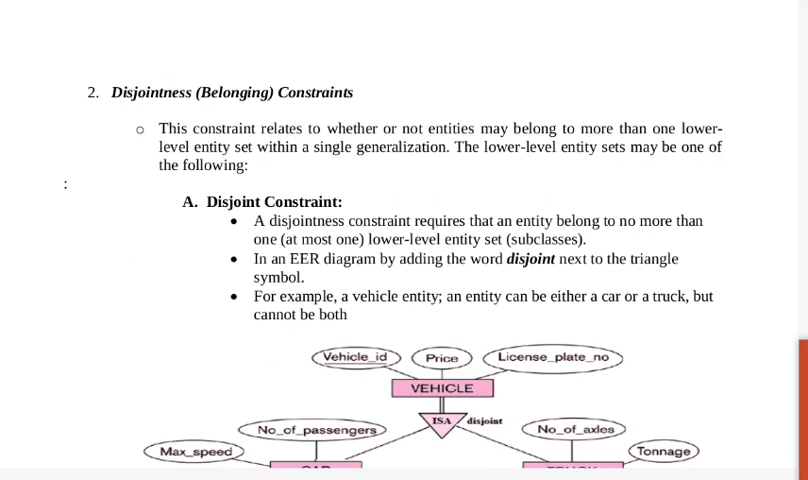 2. Disjointness (Belonging) Constraints
o This constraint relates to whether or not entities may belong to more than one lower-
level entity set within a single generalization. The lower-level entity sets may be one of
the following:
:
A. Disjoint Constraint:
• A disjointness constraint requires that an entity belong to no more than
one (at most one) lower-level entity set (subclasses).
• In an EER diagram by adding the word disjoint next to the triangle
symbol.
• For example, a vehicle entity; an entity can be either a car or a truck, but
cannot be both
Vehicle_id Price License_plate_no
VEHICLE
ISA disjoint
No_of_passengers No_of_axles
Max_speed Tonnage